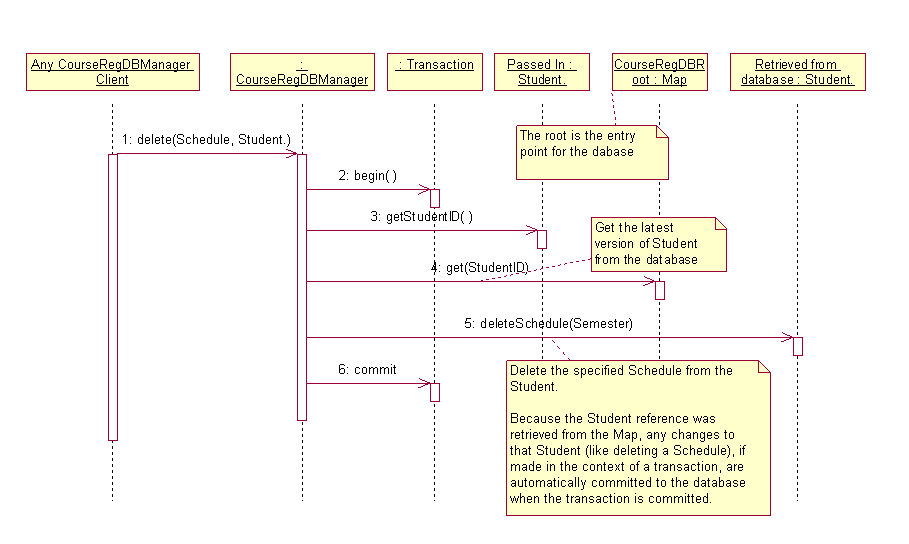 Any CourseRegDBManager
Client
:
CourseRegDBManager
: Transaction
Passed In :
Student.
CourseRegDBR
oot : Map
Retrieved from
database : Student.
1: delete(Schedule, Student.)
The root is the entry
point for the dabase
2: begin( )
3: getStudentID( )
Get the latest
version of Student
from the database
4: get(StudentID)
5: deleteSchedule(Semester)
6: commit
Delete the specified Schedule from the
Student.
Because the Student reference was
retrieved from the Map, any changes to
that Student (like deleting a Schedule), if
made in the context of a transaction, are
automatically committed to the database
when the transaction is committed.